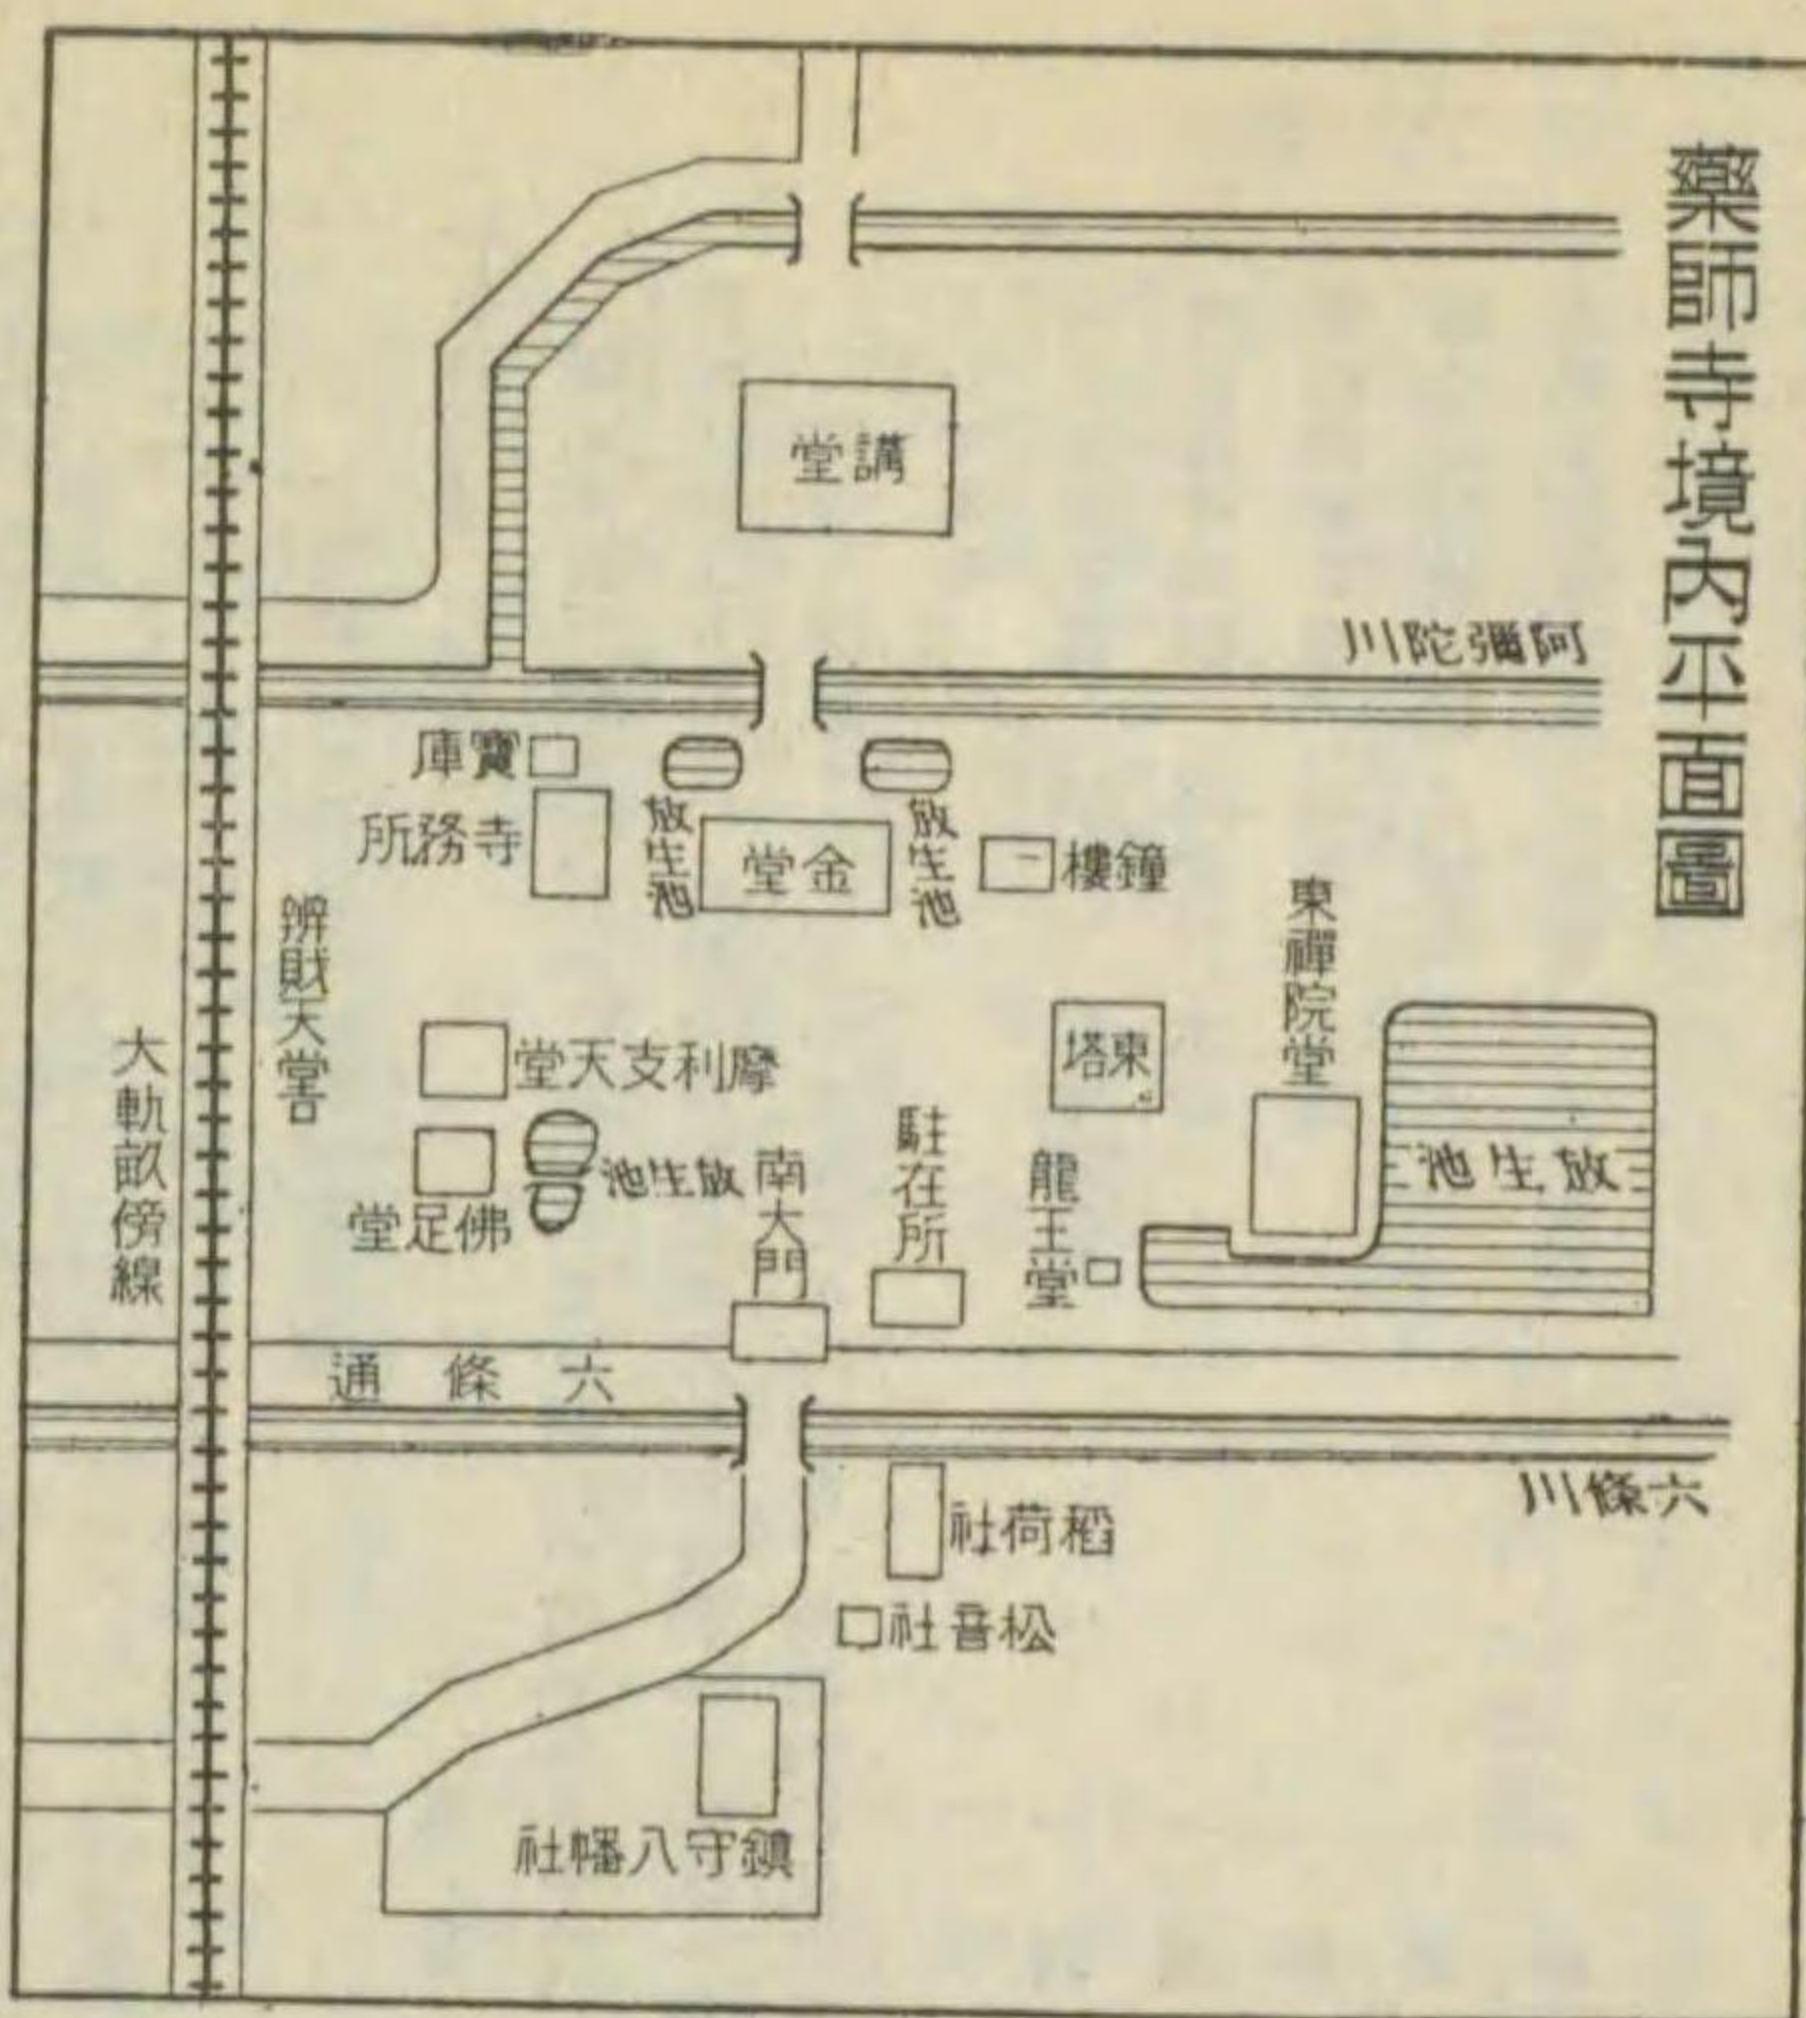 藥師寺境內平面圖
講堂
阿彌陀川
寶庫
寺務所
放生池
金堂
放生池
鐘樓
東禪院堂
辨財天堂
大軌畝傍線
摩利支天堂
東塔
放生池
佛足堂
放生池
南大門
駐在所
龍王堂
六條通
六條川
稻荷社
松音社
鎮守八幡社